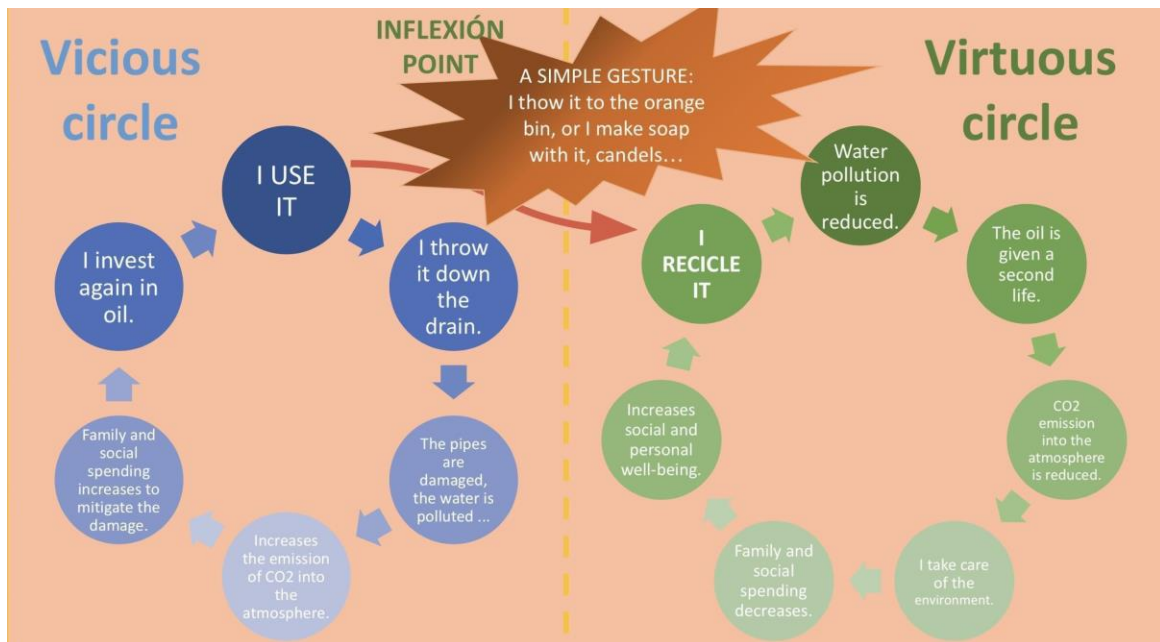 Vicious
circle
INFLEXIÓN
POINT
A SIMPLE GESTURE:
I thow it to the orange
bin, or I make soap
with it, candels...
Virtuous
circle
I USE
IT
I throw
it down
the
drain.
The pipes
are
damaged,
the water is
polluted ...
Increases
the emission
of CO2 into
the
atmosphere.
Family and
social
spending
increases to
mitigate the
damage.
I invest
again in
oil.
I
RECICLE
IT
Water
pollution
is
reduced.
The oil is
given a
second
life.
CO2
emission
into the
atmosphere
is reduced.
I take care
of the
environment.
Family and
social
spending
decreases.
Increases
social and
personal
well-being.